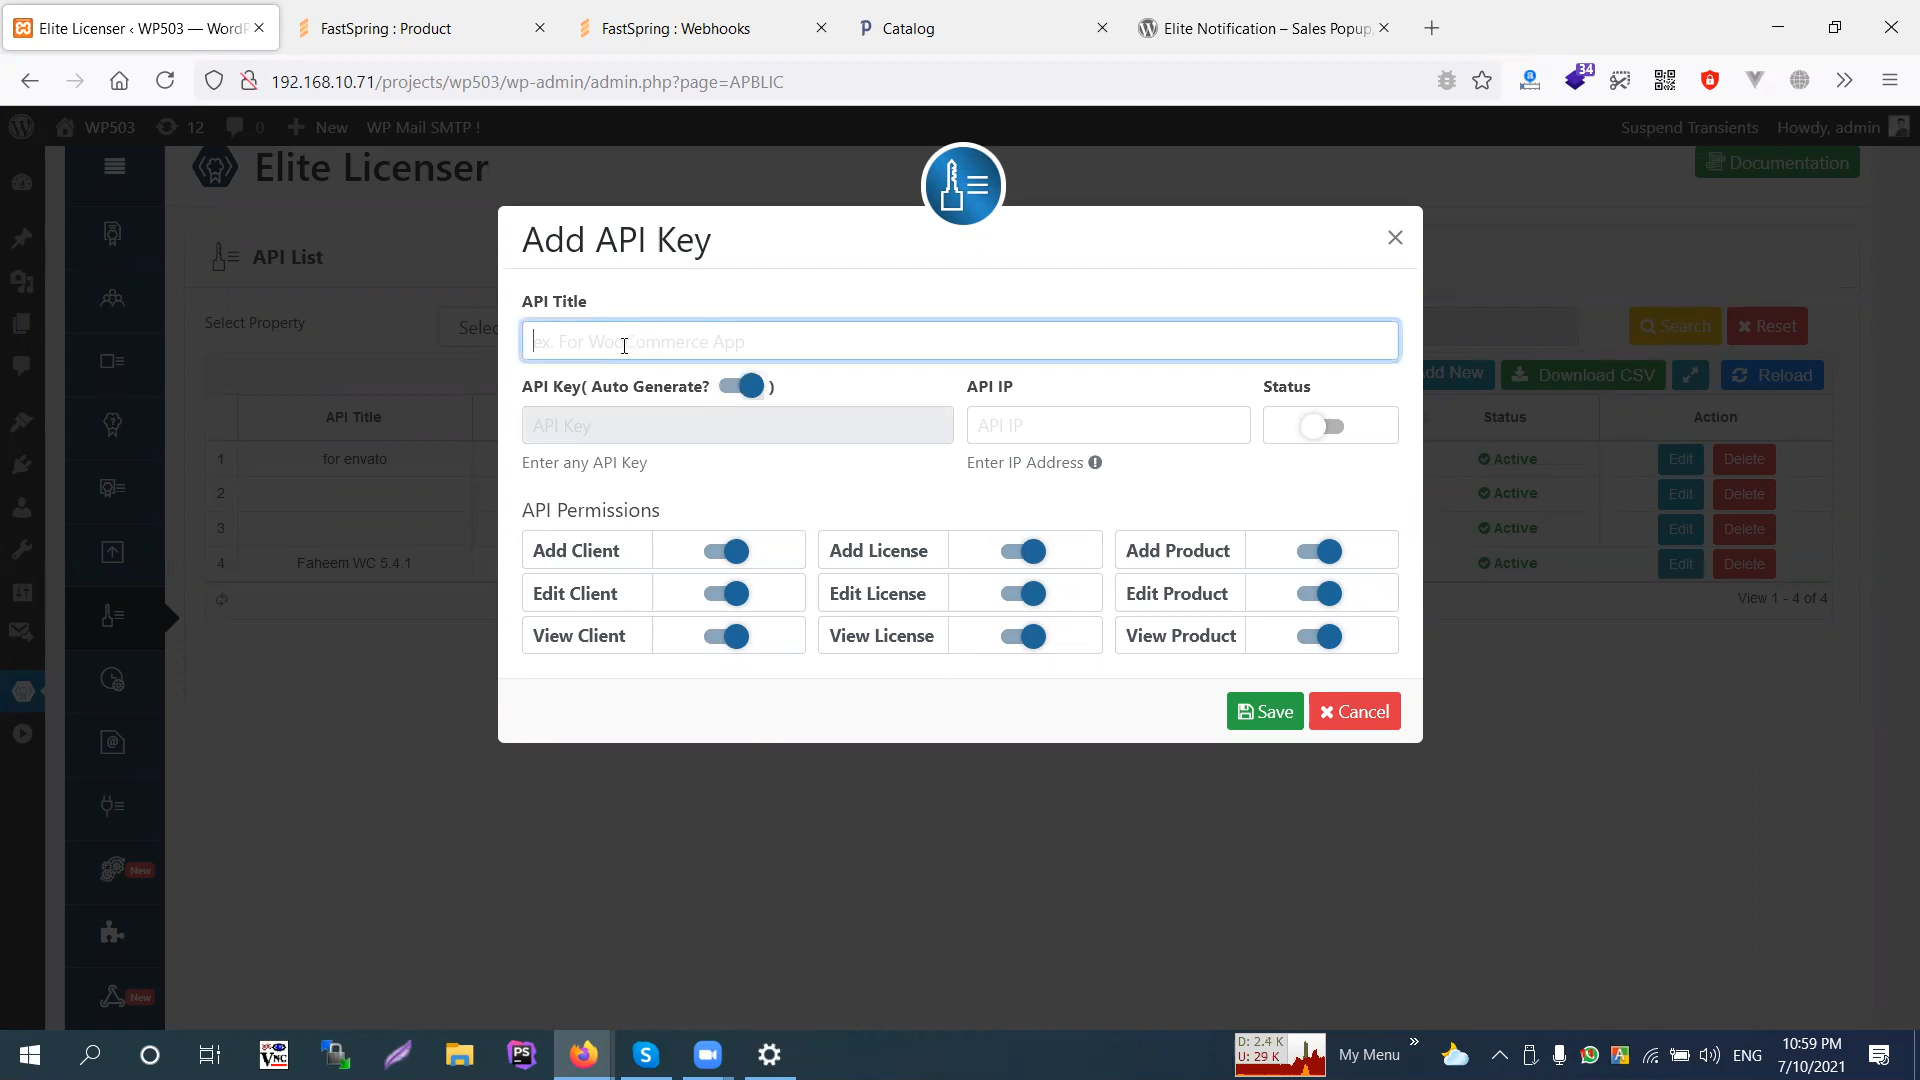 Elite Licenser ‹ WP503 — WordP
FastSpring : Product
FastSpring : Webhooks
Catalog
Elite Notification – Sales Popup,
192.168.10.71/projects/wp503/wp-admin/admin.php?page=APBLIC
34
WP503
12
0
New
WP Mail SMTP !
Suspend Transients
Howdy, admin
Elite Licenser
Documentation
Add API Key
API List
API Title
Select Property
Selec
ex. For WooCommerce App
Search
Reset
API Key( Auto Generate? )
API IP
Status
dd New
Download CSV
Reload
API Title
Status
Action
API Key
API IP
1
for envato
Active
Edit
Delete
Enter any API Key
Enter IP Address
2
Active
Edit
Delete
API Permissions
3
Active
Edit
Delete
4
Faheem WC 5.4.1
Active
Edit
Delete
Add Client
Add License
Add Product
Edit Client
Edit License
Edit Product
View 1 - 4 of 4
View Client
View License
View Product
Save
Cancel
New
New
VNC
PS
D: 2.4 K
U: 29 K
My Menu
ENG
10:59 PM
7/10/2021